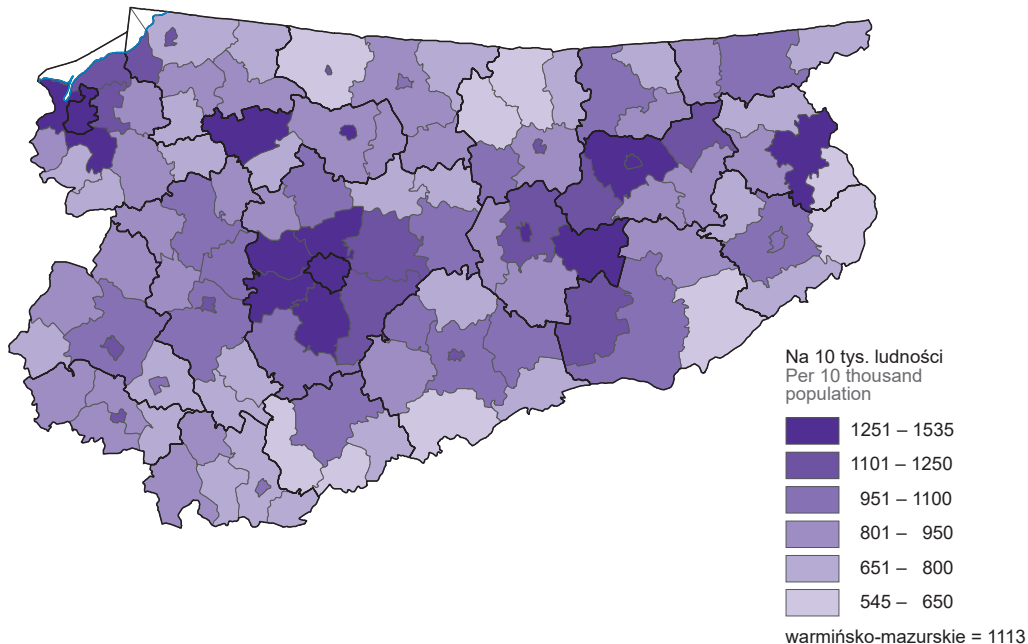 Na 10 tys. ludności
Per 10 thousand
population
1251 – 1535
1101 – 1250
951 – 1100
801 – 950
651 – 800
545 – 650
warmińsko-mazurskie = 1113